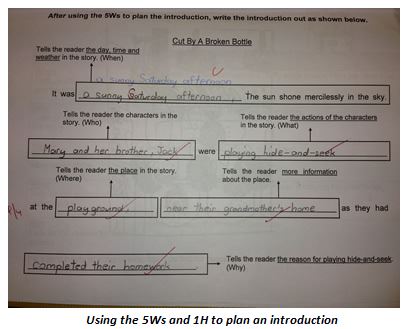 After using the 5Ws to plan the introduction, write the introduction out as shown below.
Cut By A Broken Bottle
Tells the reader the day, time and
weather in the story. (When)
a sunny Saturday afternoon
It was a sunny Saturday afternoon. The sun shone mercilessly in the sky.
Tells the reader the characters in the
story. (Who)
Tells the reader the actions of the characters
in the story. (What)
Mary and her brother, Jack were playing hide-and-seek
Tells the reader the place in the story.
(Where)
Tells the reader more information
about the place.
at the playground, near their grandmother's home as they had
completed their homework.
Tells the reader the reason for playing hide-and-seek.
(Why)
Using the 5Ws and 1H to plan an introduction